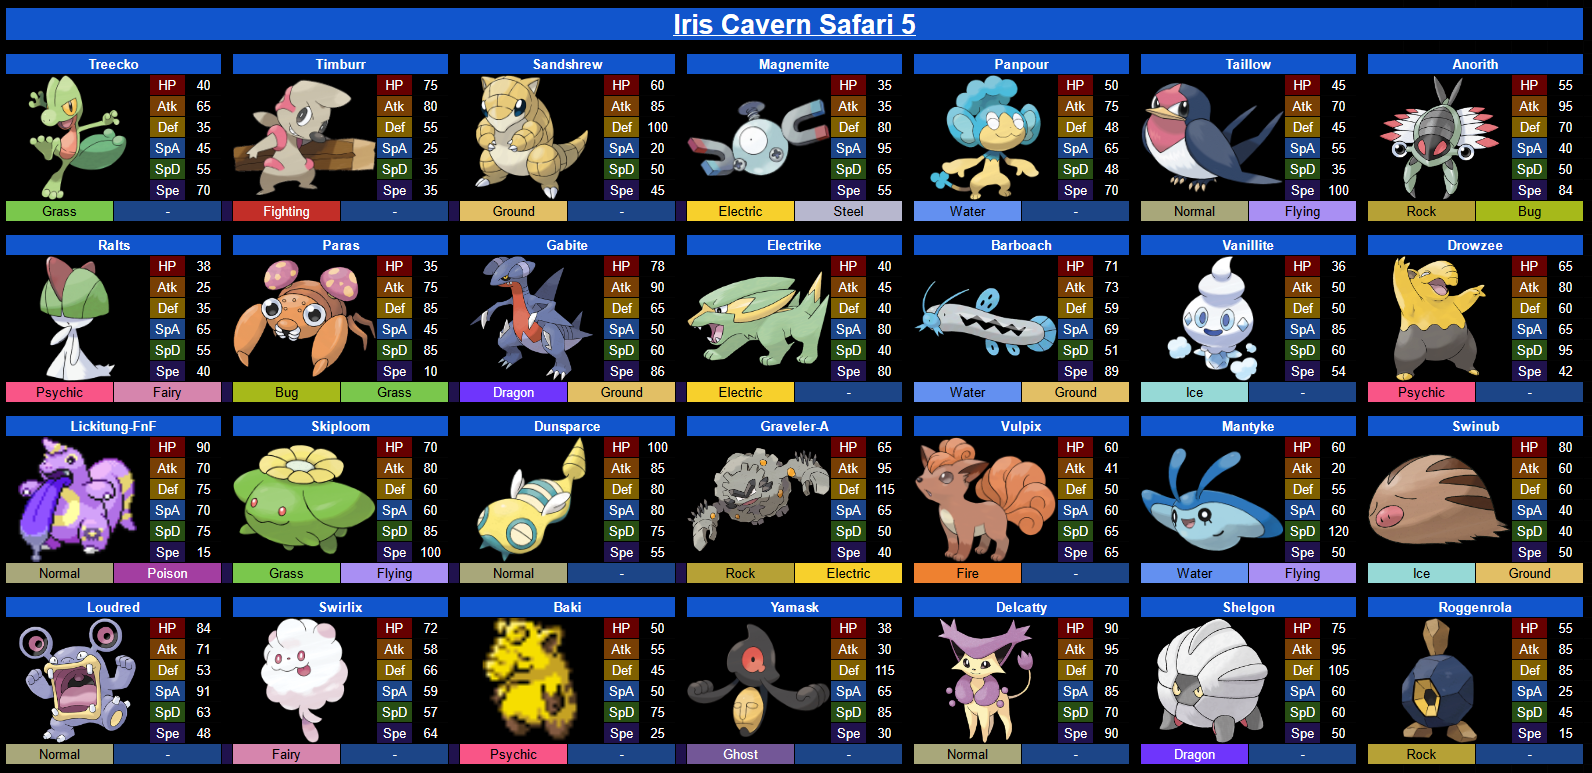 Iris Cavern Safari 5
Treecko Timburr Sandshrew Magnemite Panpour Taillow Anorith
HP 40 HP 75 HP 60 HP 35 HP 50 HP 45 HP 55
Atk 65 Atk 80 Atk 85 Atk 35 Atk 75 Atk 70 Atk 95
Def 35 Def 55 Def 100 Def 80 Def 48 Def 45 Def 70
SpA 45 SpA 25 SpA 20 SpA 95 SpA 65 SpA 55 SpA 40
SpD 55 SpD 35 SpD 50 SpD 65 SpD 48 SpD 35 SpD 50
Spe 70 Spe 35 Spe 45 Spe 55 Spe 70 Spe 100 Spe 84
Grass - Fighting - Ground - Electric Steel Water - Normal Flying Rock Bug
Ralts Paras Gabite Electrike Barboach Vanillite Drowzee
HP 38 HP 35 HP 78 HP 40 HP 71 HP 36 HP 65
Atk 25 Atk 75 Atk 90 Atk 45 Atk 73 Atk 50 Atk 80
Def 35 Def 85 Def 65 Def 40 Def 59 Def 50 Def 60
SpA 65 SpA 45 SpA 50 SpA 80 SpA 69 SpA 85 SpA 65
SpD 55 SpD 85 SpD 60 SpD 40 SpD 51 SpD 60 SpD 95
Spe 40 Spe 10 Spe 86 Spe 80 Spe 89 Spe 54 Spe 42
Psychic Fairy Bug Grass Dragon Ground Electric - Water Ground Ice - Psychic -
Lickitung-FnF Skiploom Dunsparce Graveler-A Vulpix Mantyke Swinub
HP 90 HP 70 HP 100 HP 65 HP 60 HP 60 HP 80
Atk 70 Atk 80 Atk 85 Atk 95 Atk 41 Atk 20 Atk 60
Def 75 Def 60 Def 80 Def 115 Def 50 Def 55 Def 60
SpA 70 SpA 60 SpA 80 SpA 65 SpA 60 SpA 60 SpA 40
SpD 75 SpD 85 SpD 75 SpD 50 SpD 65 SpD 120 SpD 40
Spe 15 Spe 100 Spe 55 Spe 40 Spe 65 Spe 50 Spe 50
Normal Poison Grass Flying Normal - Rock Electric Fire - Water Flying Ice Ground
Loudred Swirlix Baki Yamask Delcatty Shelgon Roggenrola
HP 84 HP 72 HP 50 HP 38 HP 90 HP 75 HP 55
Atk 71 Atk 58 Atk 55 Atk 30 Atk 95 Atk 95 Atk 85
Def 53 Def 66 Def 45 Def 115 Def 70 Def 105 Def 85
SpA 91 SpA 59 SpA 50 SpA 65 SpA 85 SpA 60 SpA 25
SpD 63 SpD 57 SpD 75 SpD 85 SpD 70 SpD 60 SpD 45
Spe 48 Spe 64 Spe 25 Spe 30 Spe 90 Spe 50 Spe 15
Normal - Fairy - Psychic - Ghost - Normal - Dragon - Rock -